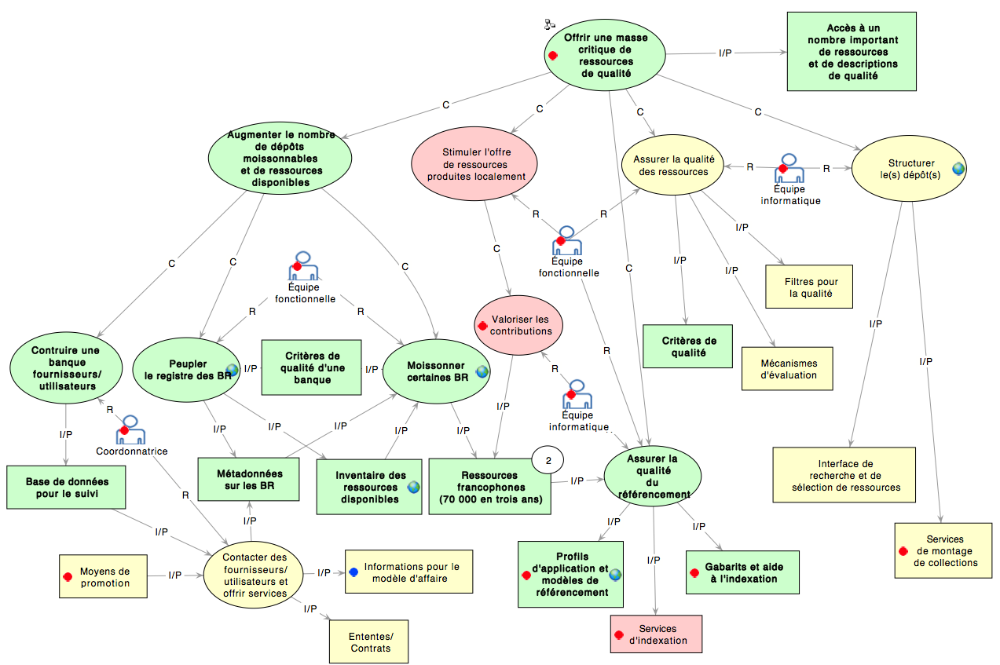 Offrir une masse
critique de
ressources
de qualité
I/P
Accès à un
nombre important
de ressources
et de descriptions
de qualité
C
C
C
C
C
Augmenter le nombre
de dépôts
moissonnables
et de ressources
disponibles
Stimuler l'offre
de ressources
produites localement
Assurer la qualité
des ressources
R
R
Équipe
informatique
Structurer
le(s) dépôt(s)
R
R
Équipe
fonctionnelle
C
C
C
C
I/P
I/P
I/P
Filtres pour
la qualité
Équipe
fonctionnelle
R
R
Valoriser les
contributions
Critères de
qualité
Mécanismes
d'évaluation
I/P
I/P
Contruire une
banque
fournisseurs/
utilisateurs
Peupler
le registre des BR
I/P
Critères de
qualité d'une
banque
I/P
Moissonner
certaines BR
R
R
Équipe
informatique
I/P
R
Coordonnatrice
I/P
I/P
I/P
I/P
I/P
I/P
Base de données
pour le suivi
Métadonnées
sur les BR
Inventaire des
ressources
disponibles
Ressources
francophones
(70 000 en trois ans)
2
I/P
Assurer la
qualité
du
référencement
Interface de
recherche et de
sélection de ressources
R
I/P
I/P
I/P
I/P
I/P
Moyens de
promotion
I/P
Contacter des
fournisseurs/
utilisateurs et
offrir services
I/P
Informations pour le
modèle d'affaire
I/P
Ententes/
Contrats
Profils
d'application et
modèles de
référencement
Gabarits et aide
à l'indexation
Services
d'indexation
Services
de montage
de collections